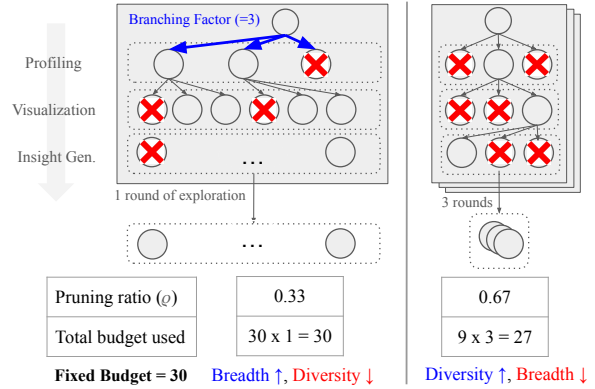 Branching Factor (=3)
Profiling
Visualization
Insight Gen.
...
1 round of exploration
3 rounds
...
Pruning ratio (ϱ)
0.33
0.67
Total budget used
30 x 1 = 30
9 x 3 = 27
Fixed Budget = 30
Breadth ↑, Diversity ↓
Diversity ↑, Breadth ↓